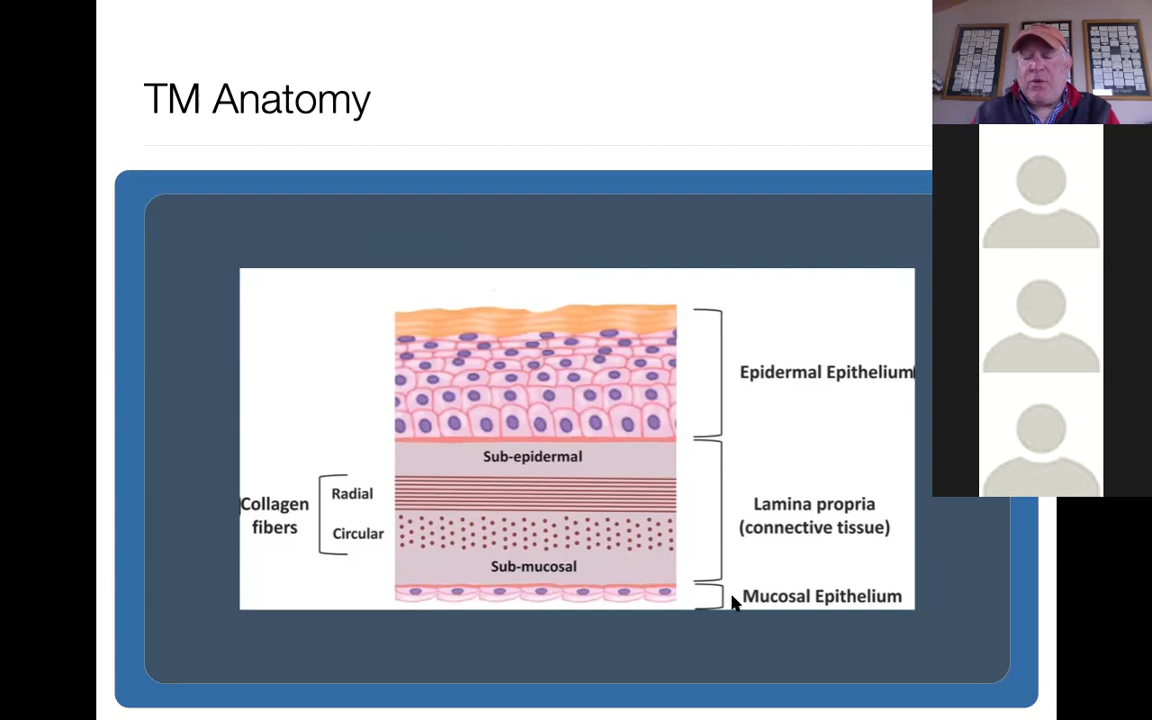 TM Anatomy
Epidermal Epithelium
Sub-epidermal
Collagen
fibers
Radial
Circular
Lamina propria
(connective tissue)
Sub-mucosal
Mucosal Epithelium